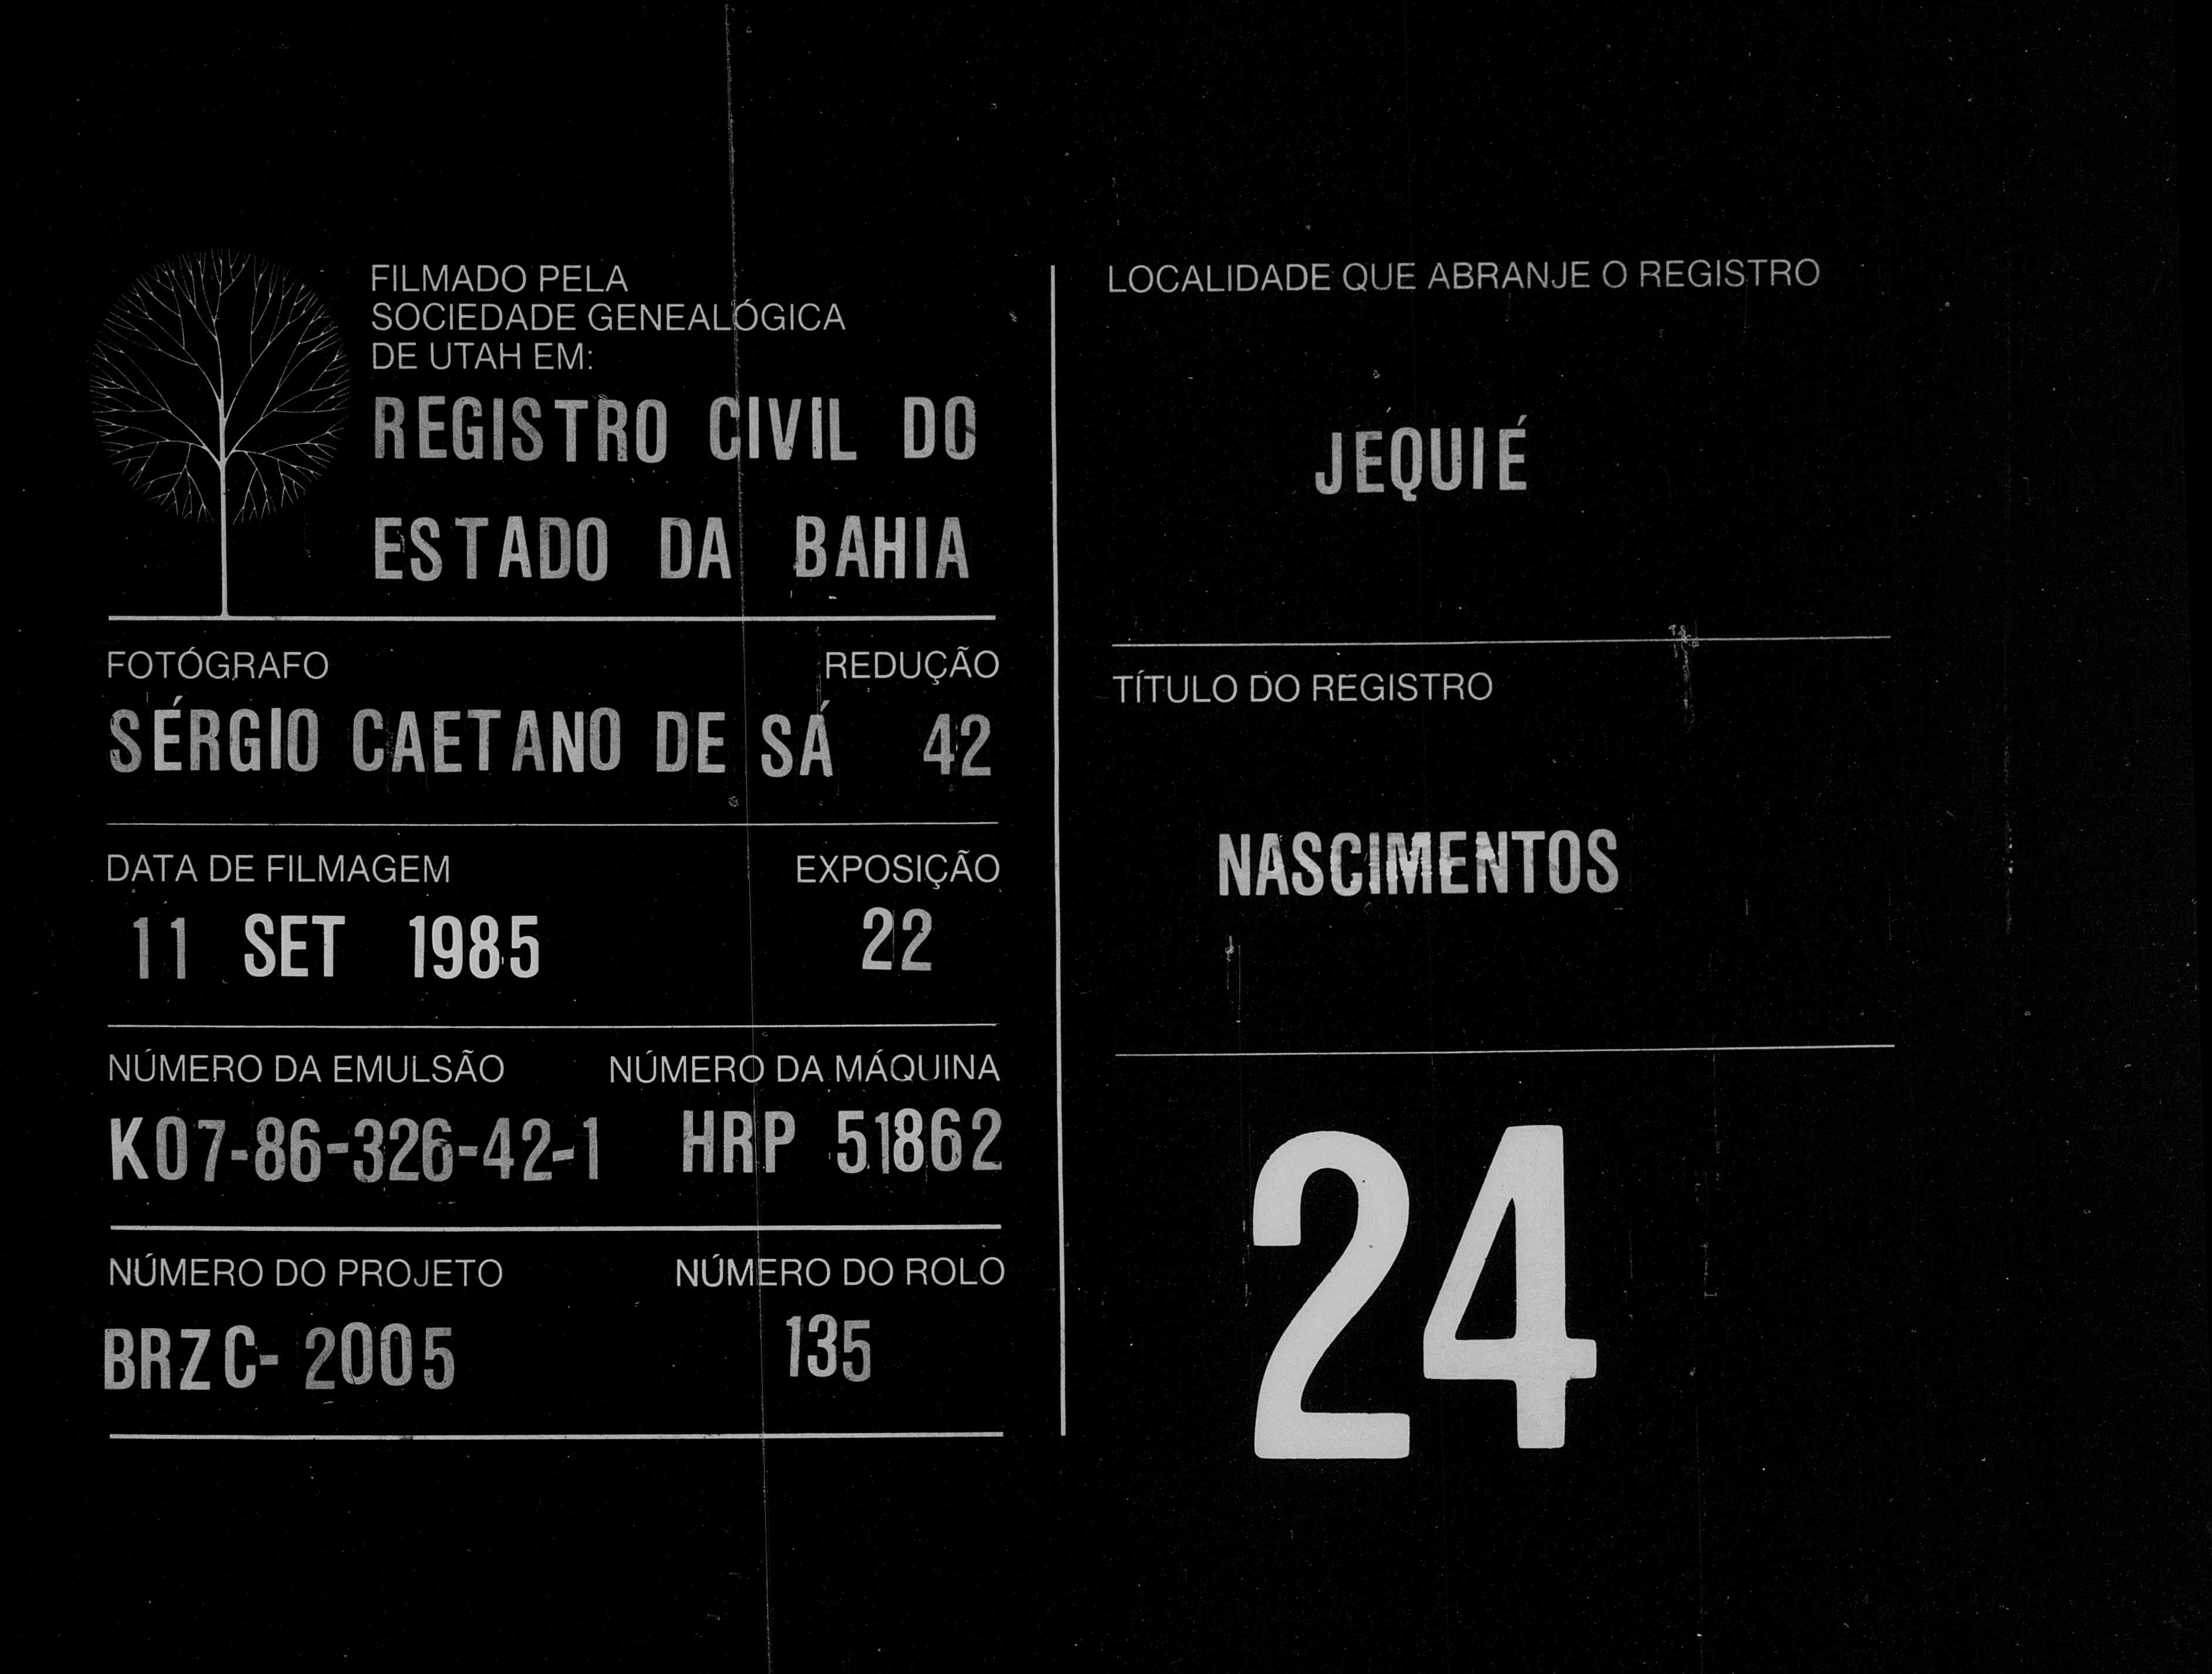 FILMADO PELA
SOCIEDADE GENEALÓGICA
DE UTAH EM:
REGISTRO CIVIL DO
ESTADO DA BAHIA
FOTÓGRAFO REDUÇÃO
SÉRGIO CAETANO DE SÁ 42
DATA DE FILMAGEM EXPOSIÇÃO
11 SET 1985 22
NÚMERO DA EMULSÃO NÚMERO DA MÁQUINA
K07-86-326-42-1 HRP 51862
NÚMERO DO PROJETO NÚMERO DO ROLO
BRZC- 2005 135
LOCALIDADE QUE ABRANJE O REGISTRO
JEQUIÉ
TÍTULO DO REGISTRO
NASCIMENTOS
24